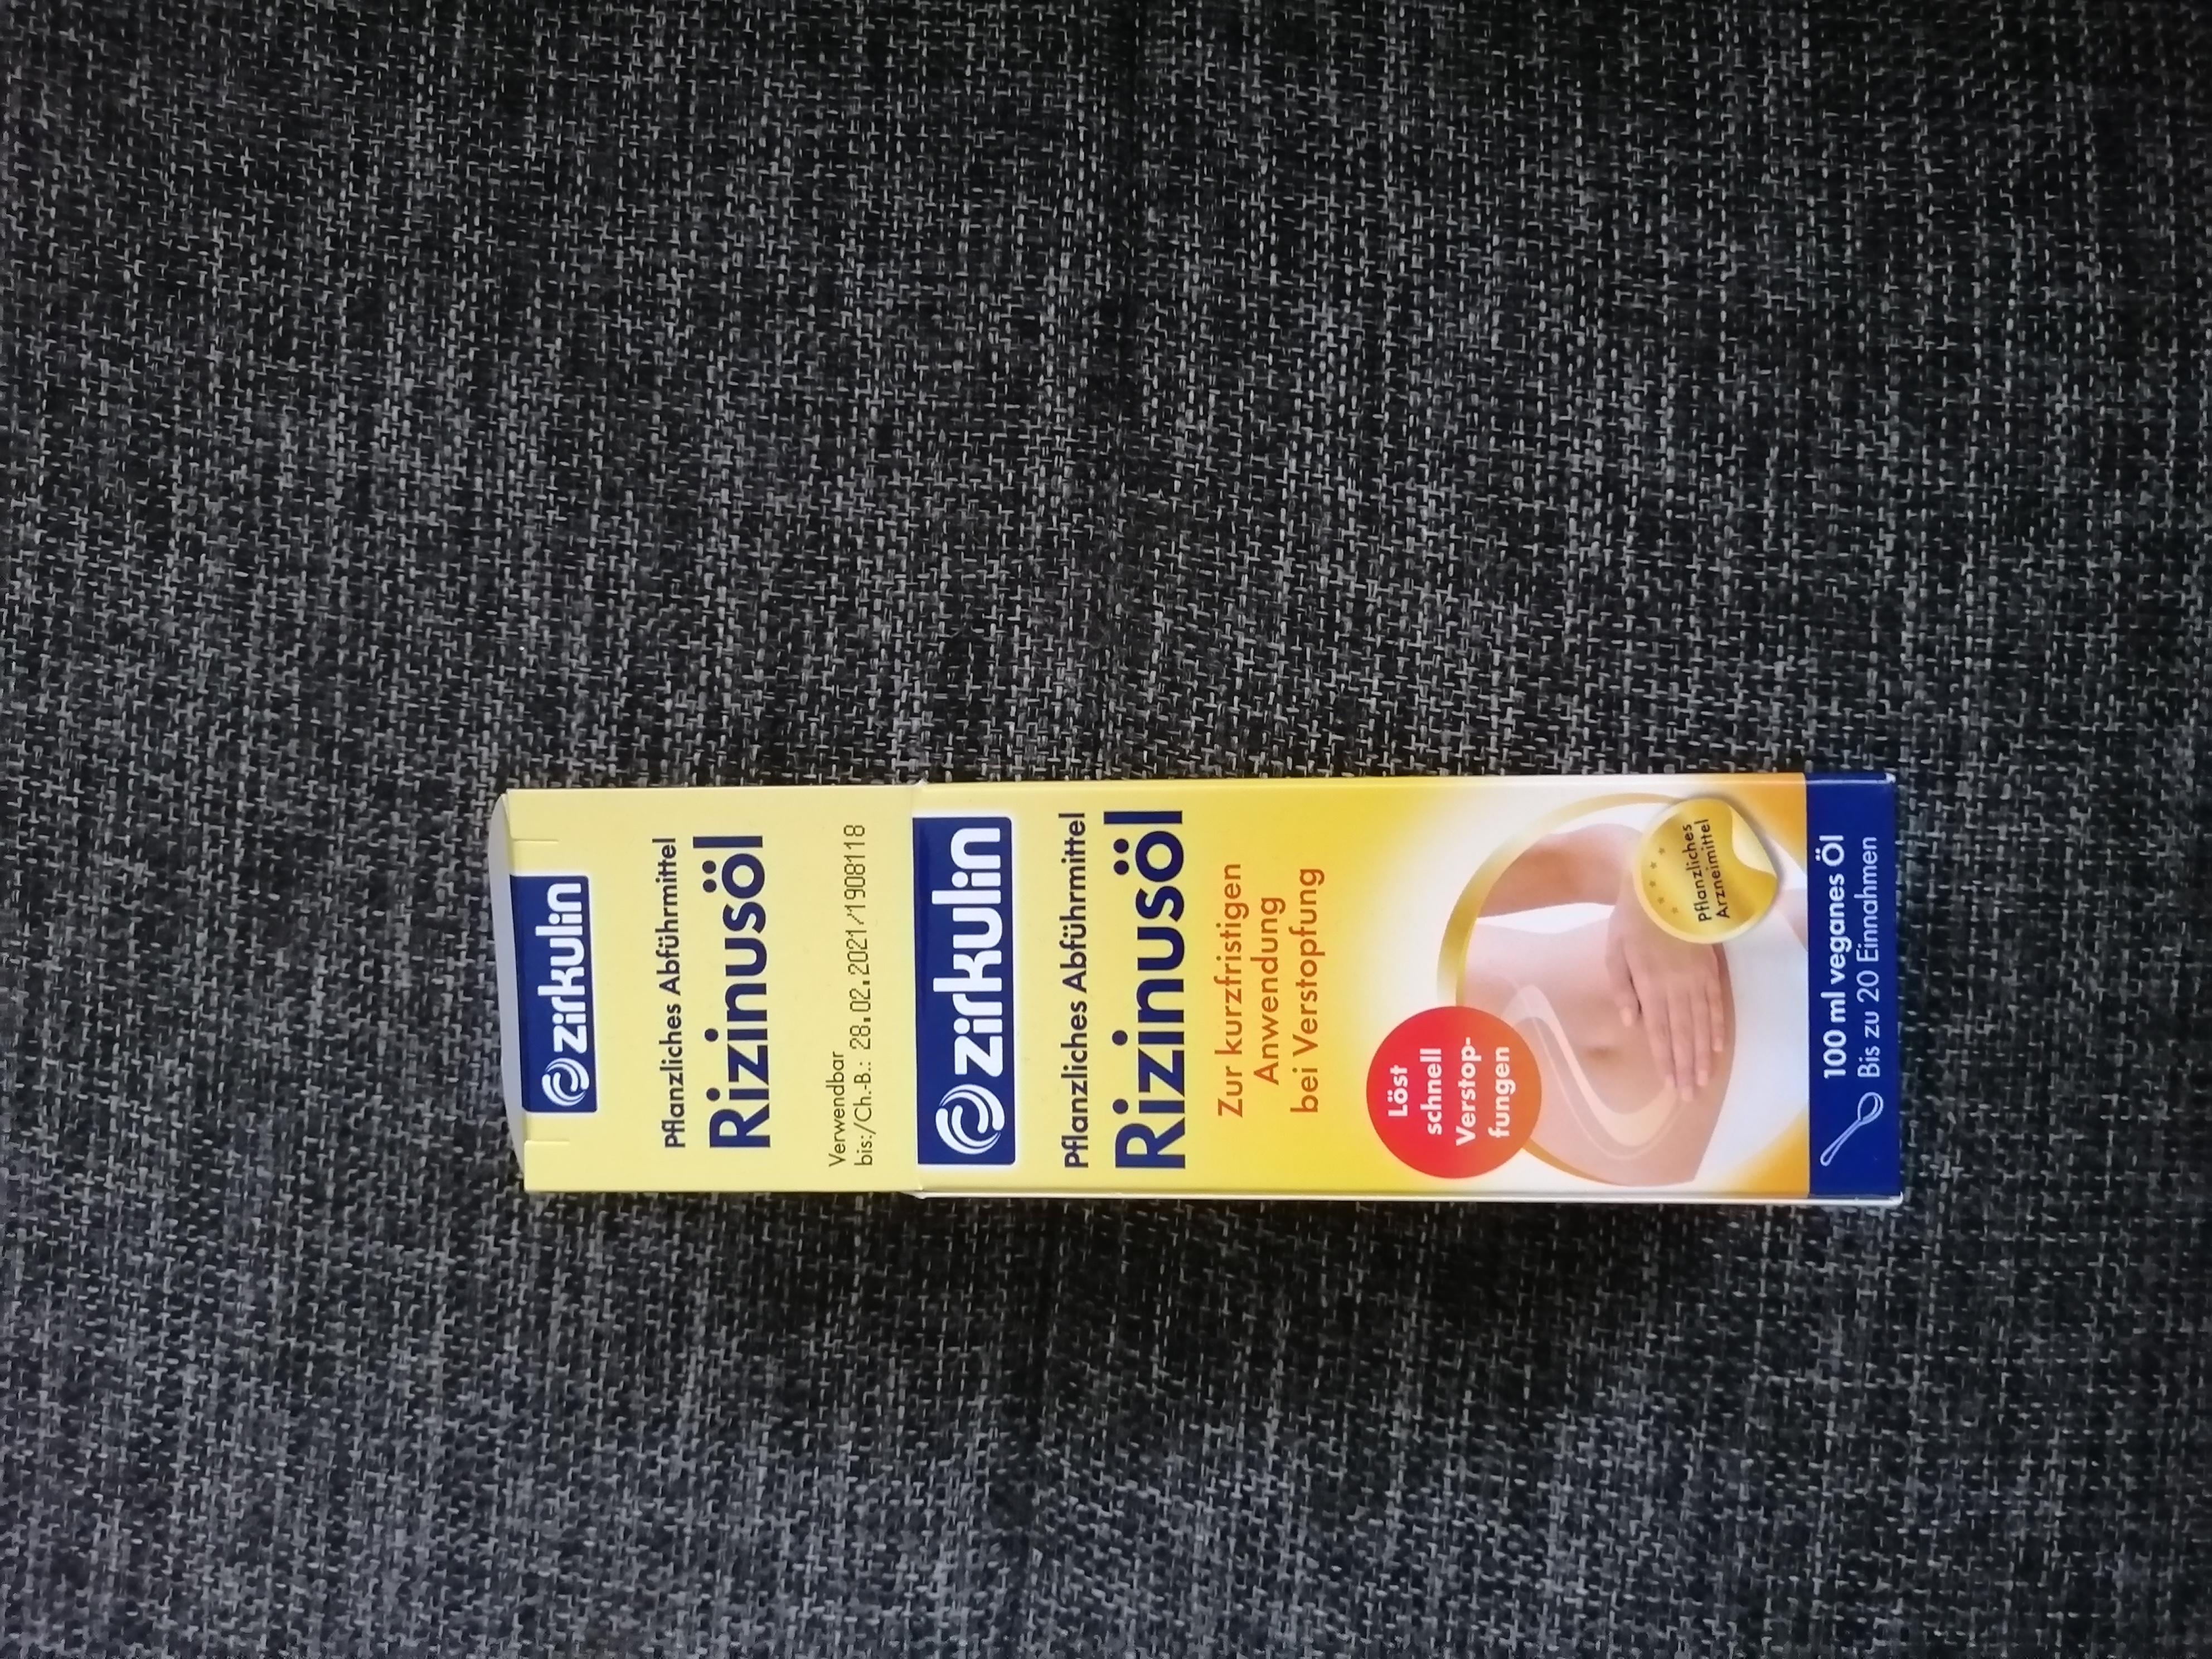 zirkulin
Pflanzliches Abführmittel
Rizinusöl
Verwendbar
bis:/Ch.-B.: 28.02.2021/1908118
zirkulin
Pflanzliches Abführmittel
Rizinusöl
Zur kurzfristigen
Anwendung
bei Verstopfung
Löst
schnell
Verstop-
fungen
Pflanzliches
Arzneimittel
100 ml veganes Öl
Bis zu 20 Einnahmen